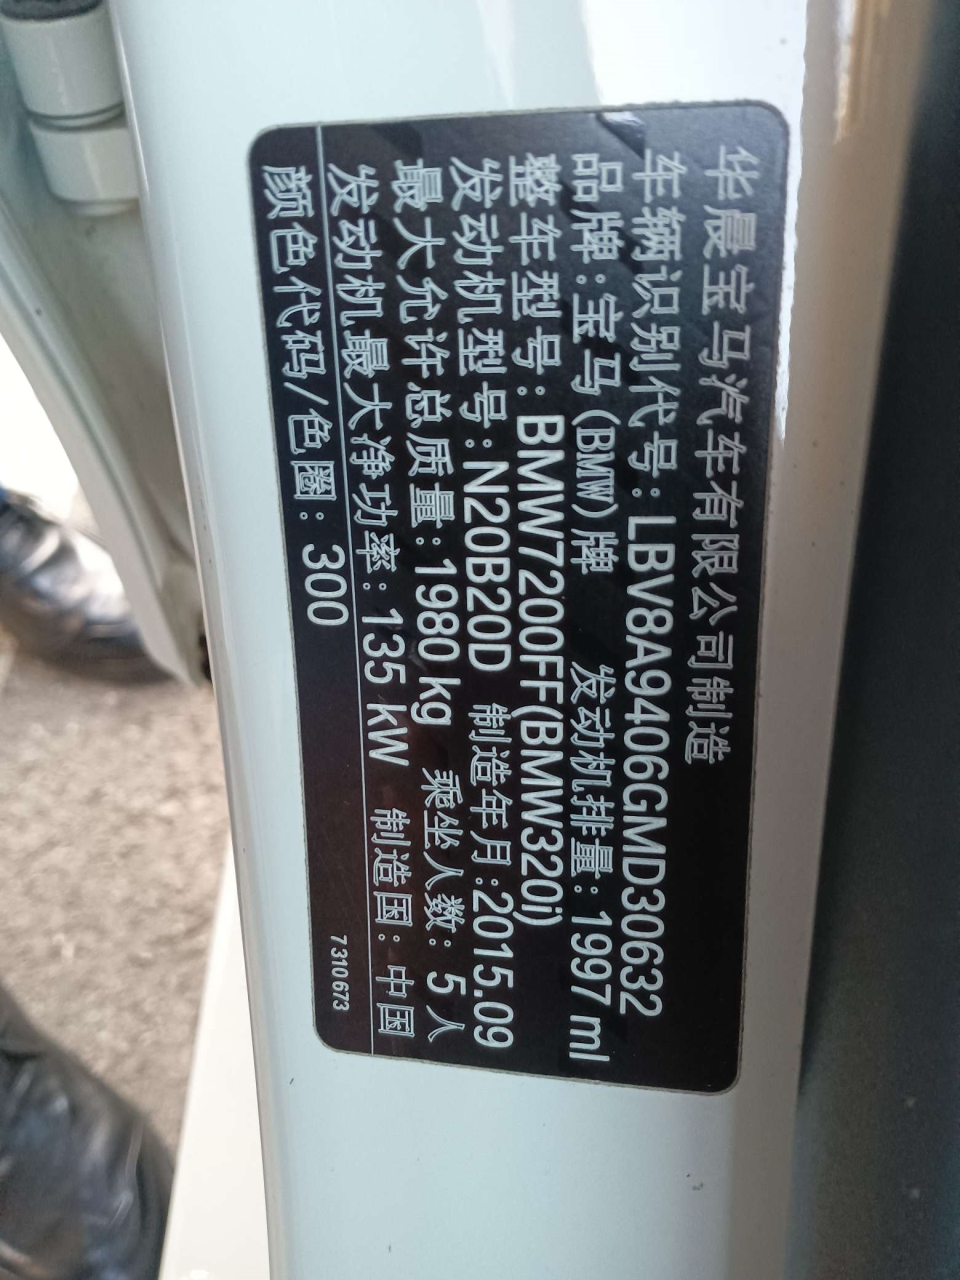 华晨宝马汽车有限公司制造
车辆识别代号:LBV8A9406GMD30632
品牌:宝马(BMW)牌 发动机排量:1997 ml
整车型号:BMW7200FF(BMW320i)
发动机型号:N20B20D 制造年月:2015.09
最大允许总质量:1980 kg 乘坐人数:5人
发动机最大净功率:135 kW 制造国:中国
颜色代码/色圈:300 7310673